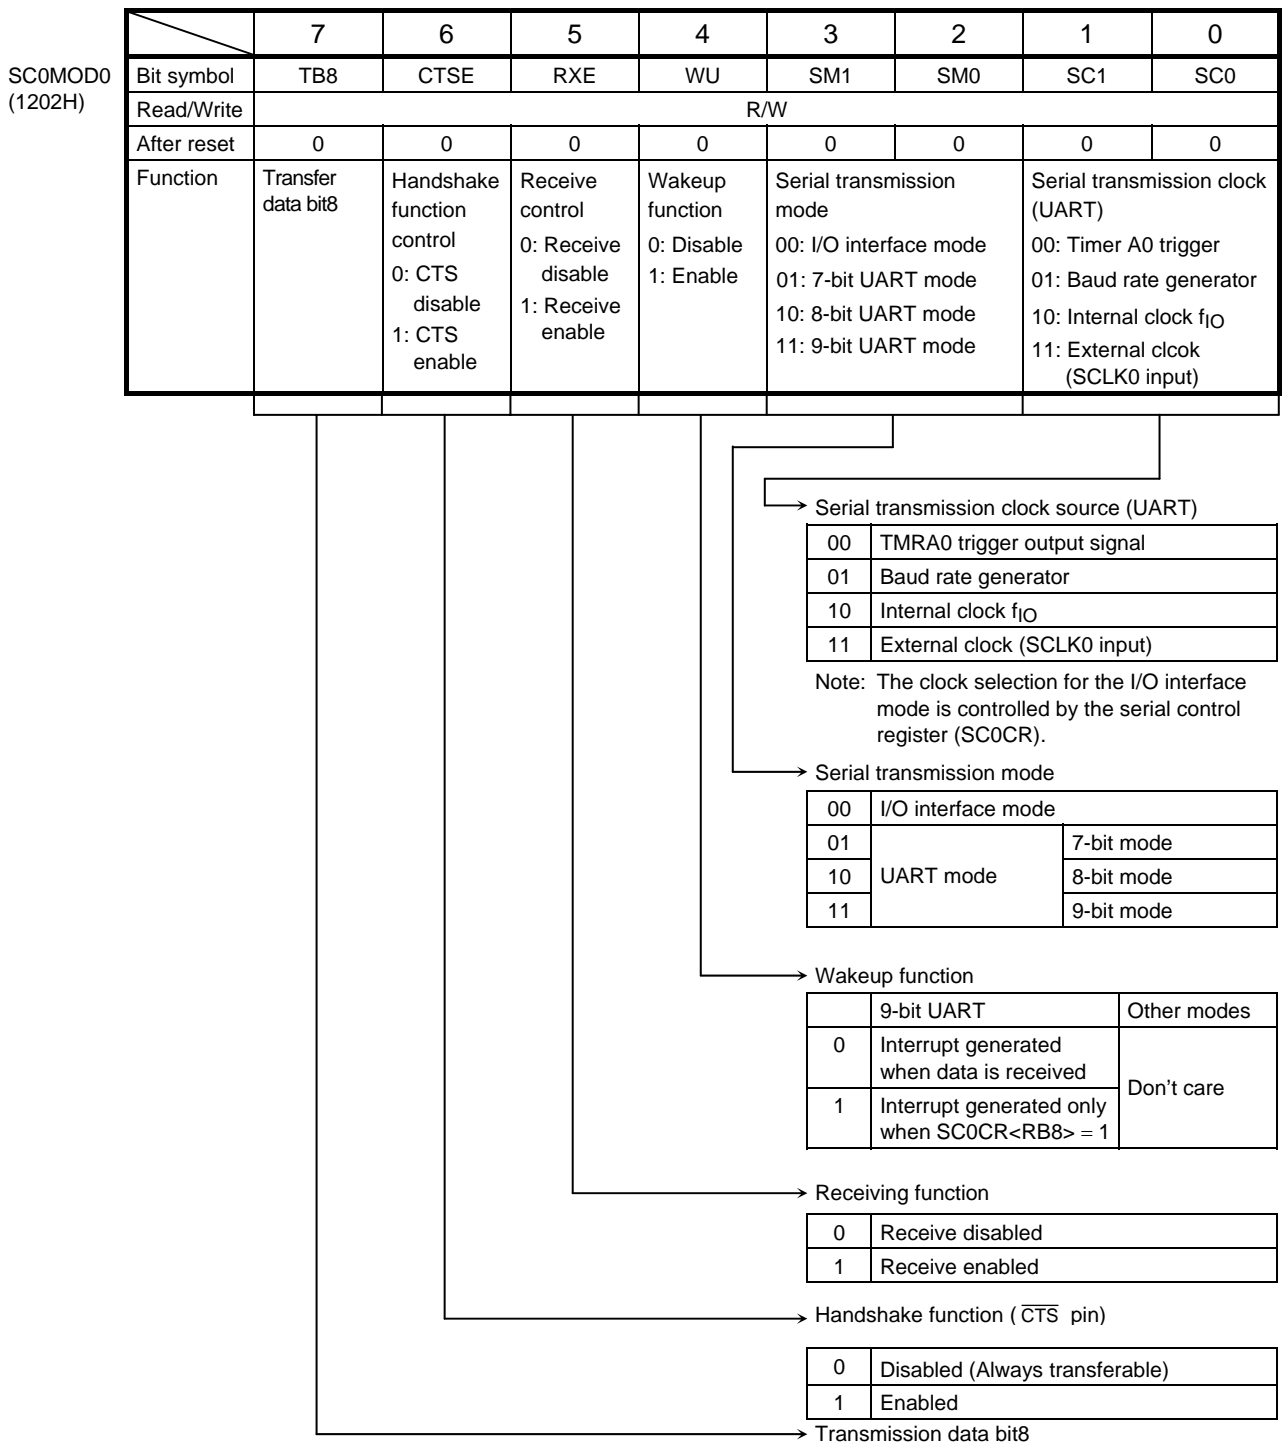 7 6 5 4 3 2 1 0
SC0MOD0
(1202H)
Bit symbol TB8 CTSE RXE WU SM1 SM0 SC1 SC0
Read/Write R/W
After reset 0 0 0 0 0 0 0 0
Function
Transfer
data bit8
Handshake
function
control
0: CTS
disable
1: CTS
enable
Receive
control
0: Receive
disable
1: Receive
enable
Wakeup
function
0: Disable
1: Enable
Serial transmission
mode
00: I/O interface mode
01: 7-bit UART mode
10: 8-bit UART mode
11: 9-bit UART mode
Serial transmission clock
(UART)
00: Timer A0 trigger
01: Baud rate generator
10: Internal clock fIO
11: External clcok
(SCLK0 input)
Serial transmission clock source (UART)
00 TMRA0 trigger output signal
01 Baud rate generator
10 Internal clock fIO
11 External clock (SCLK0 input)
Note: The clock selection for the I/O interface
mode is controlled by the serial control
register (SC0CR).
Serial transmission mode
00 I/O interface mode
01 7-bit mode
10 UART mode 8-bit mode
11 9-bit mode
Wakeup function
9-bit UART Other modes
0 Interrupt generated
when data is received
Don't care
1 Interrupt generated only
when SC0CR<RB8> = 1
Receiving function
0 Receive disabled
1 Receive enabled
Handshake function ( C̅T̅S̅ pin)
0 Disabled (Always transferable)
1 Enabled
Transmission data bit8